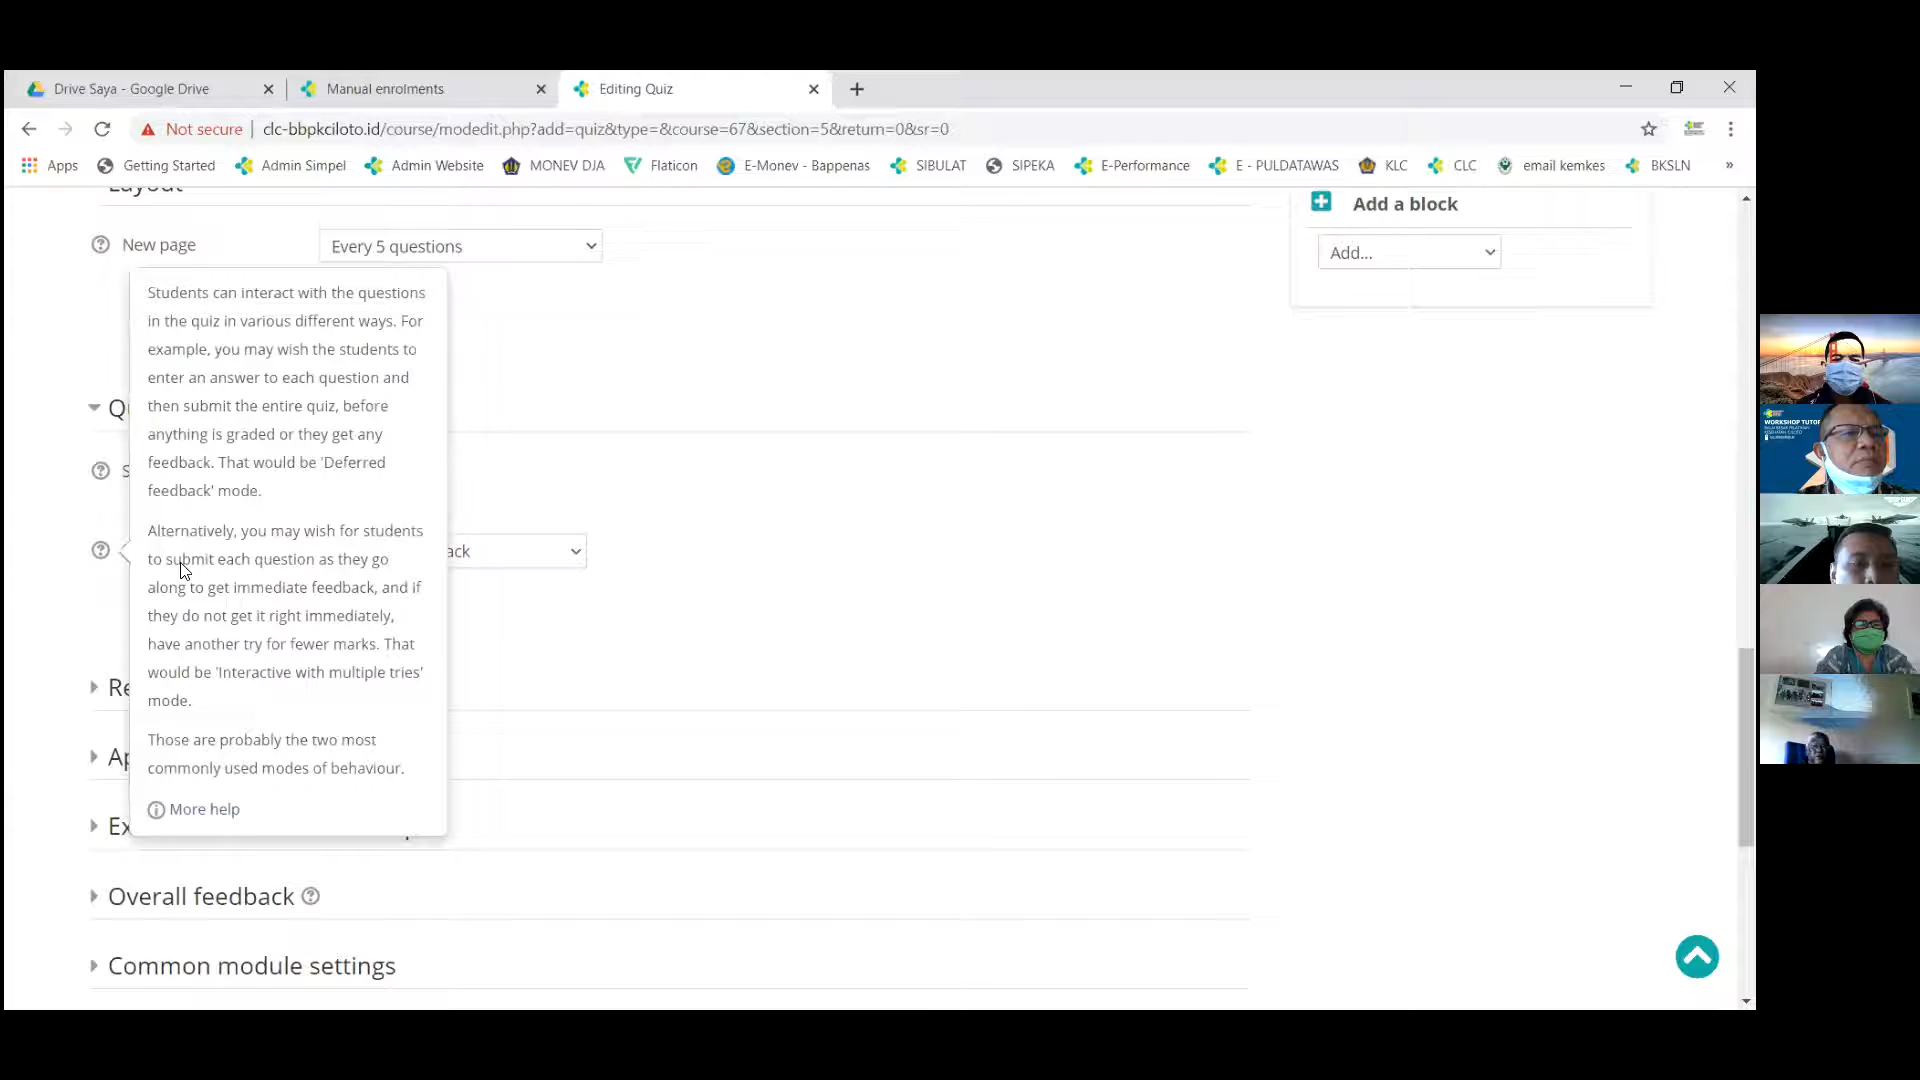 Drive Saya - Google Drive
Manual enrolments
Editing Quiz
Not secure
clc-bbpkciloto.id/course/modedit.php?add=quiz&type=&course=67&section=5&return=0&sr=0
Apps
Getting Started
Admin Simpel
Admin Website
MONEV DJA
Flaticon
E-Monev - Bappenas
SIBULAT
SIPEKA
E-Performance
E - PULDATAWAS
KLC
CLC
email kemkes
BKSLN
»
Layout
Add a block
New page
Every 5 questions
Add...
Students can interact with the questions
in the quiz in various different ways. For
example, you may wish the students to
enter an answer to each question and
then submit the entire quiz, before
anything is graded or they get any
feedback. That would be 'Deferred
feedback' mode.
Alternatively, you may wish for students
to submit each question as they go
along to get immediate feedback, and if
they do not get it right immediately,
have another try for fewer marks. That
would be 'Interactive with multiple tries'
mode.
Those are probably the two most
commonly used modes of behaviour.
More help
Qu
S
ack
Re
Ap
Ex
Overall feedback
Common module settings
WORKSHOP TUTOR